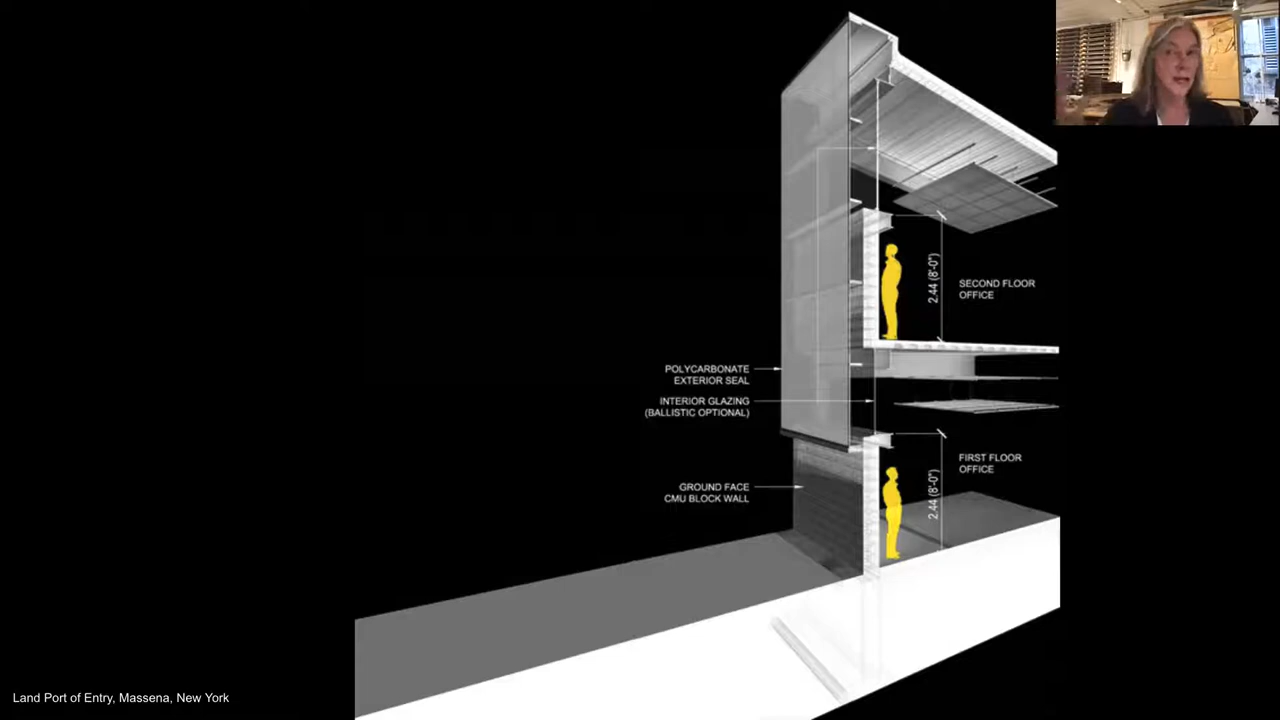 2.44 (8'-0")
SECOND FLOOR
OFFICE
POLYCARBONATE
EXTERIOR SEAL
INTERIOR GLAZING
(BALLISTIC OPTIONAL)
FIRST FLOOR
OFFICE
2.44 (8'-0")
GROUND FACE
CMU BLOCK WALL
Land Port of Entry, Massena, New York